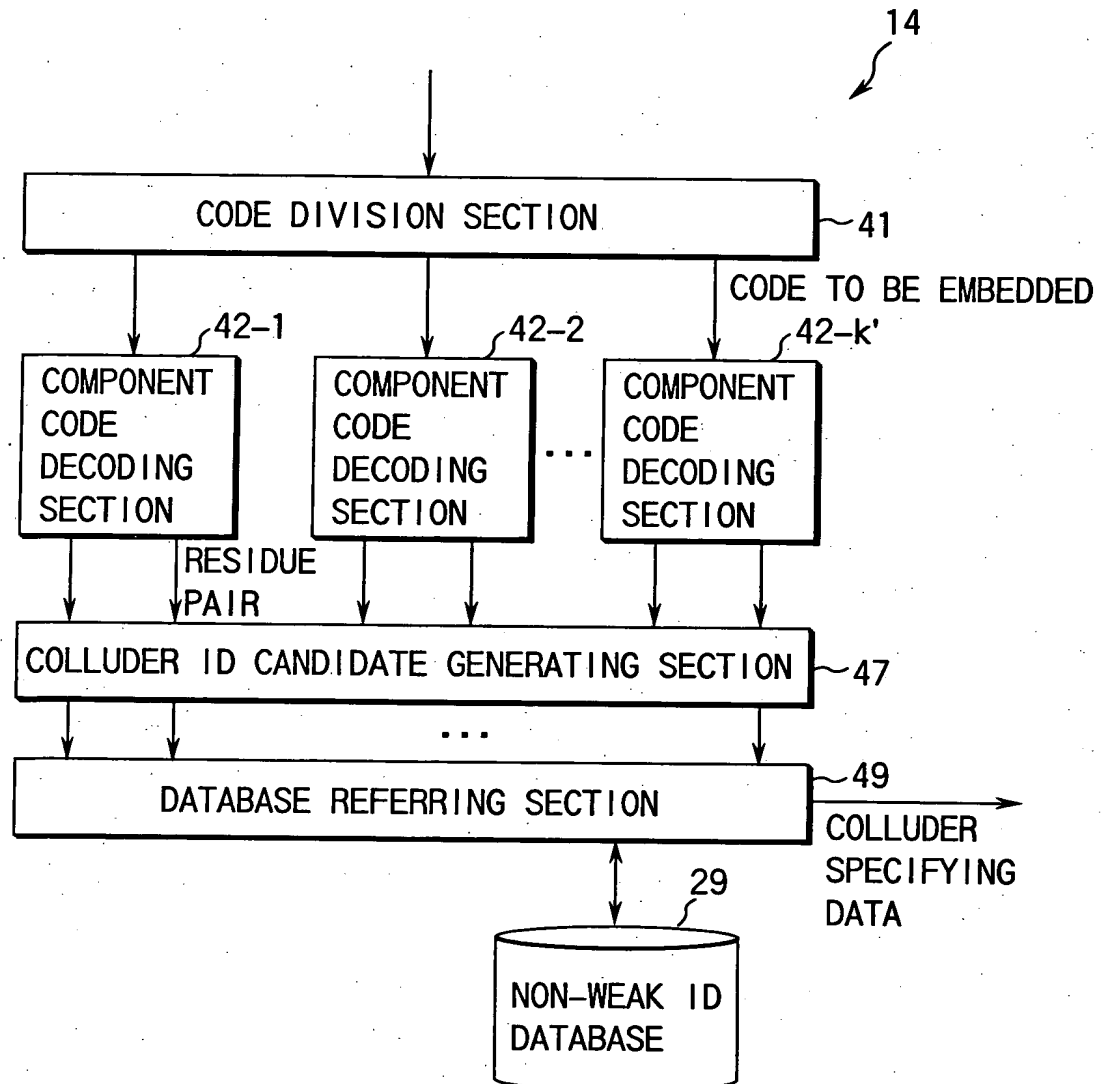 14
CODE DIVISION SECTION
41
CODE TO BE EMBEDDED
42-1
42-2
42-k'
COMPONENT
CODE
DECODING
SECTION
COMPONENT
CODE
DECODING
SECTION
...
COMPONENT
CODE
DECODING
SECTION
RESIDUE
PAIR
COLLUDER ID CANDIDATE GENERATING SECTION
47
...
DATABASE REFERRING SECTION
49
COLLUDER
SPECIFYING
DATA
29
NON-WEAK ID
DATABASE